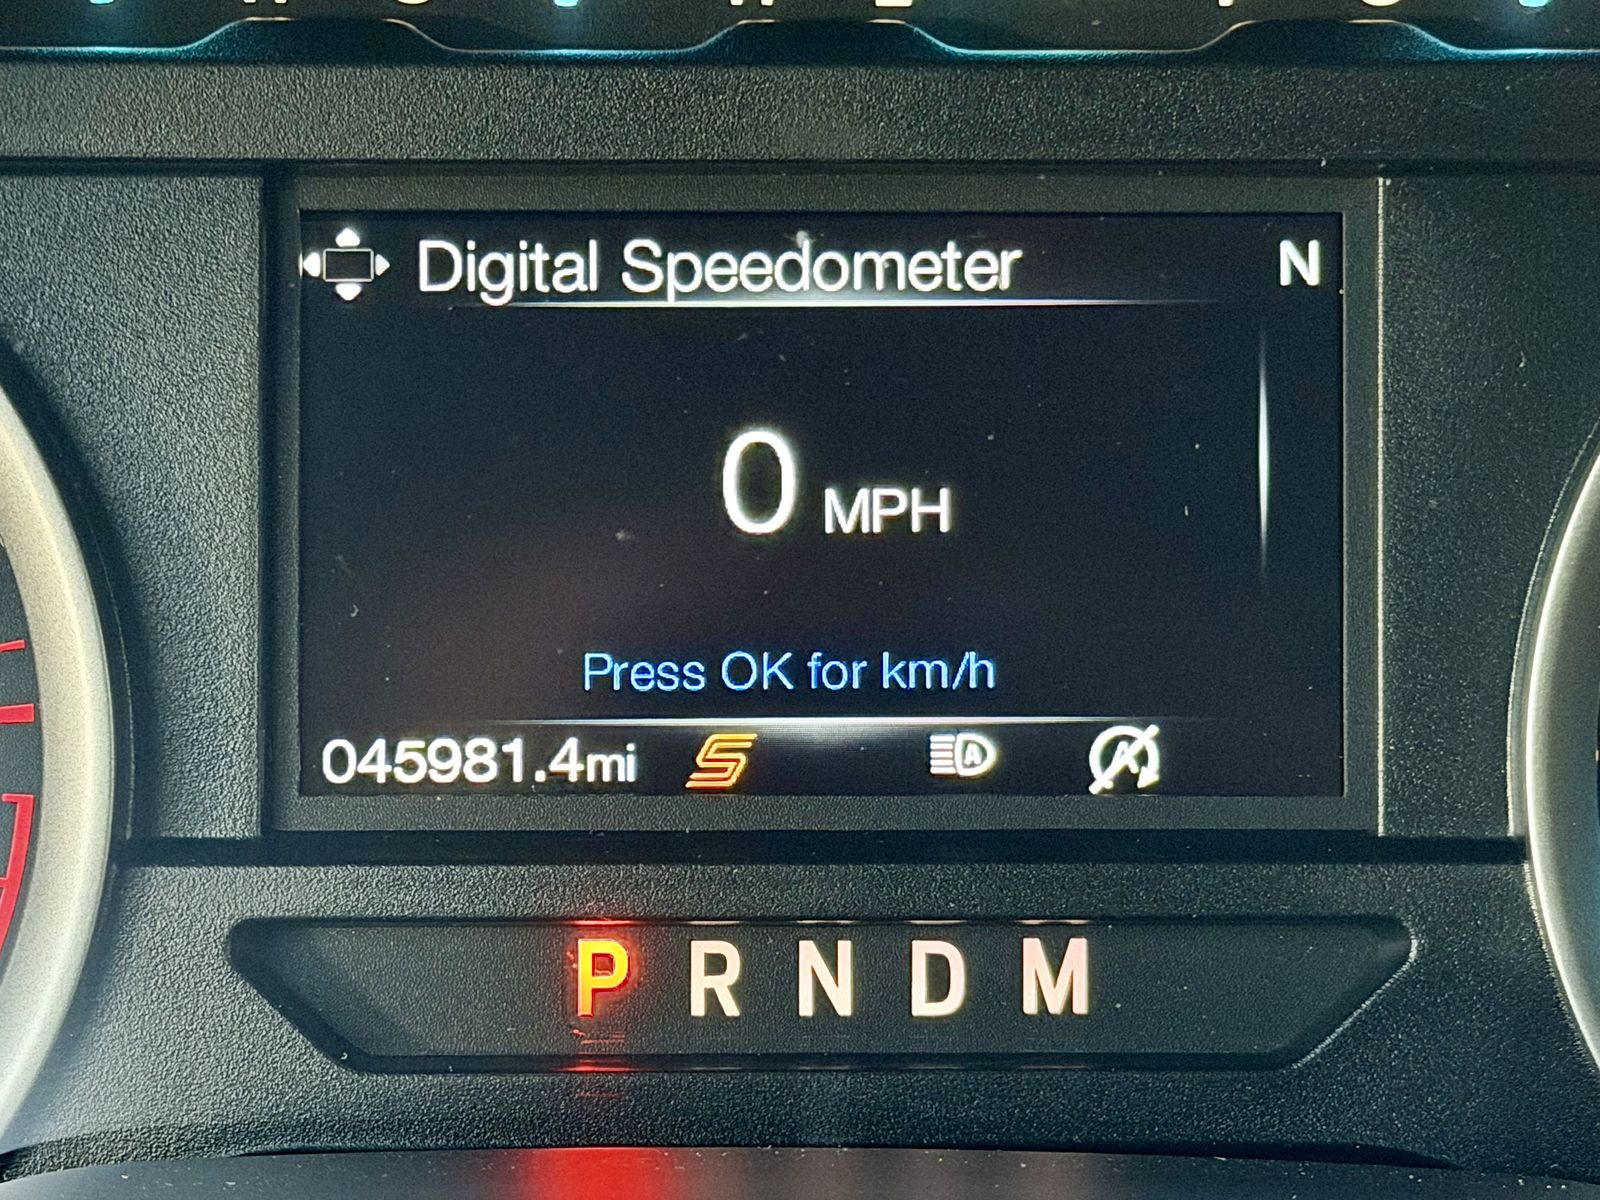 Digital Speedometer N
0 MPH
Press OK for km/h
045981.4mi S A A
P R N D M